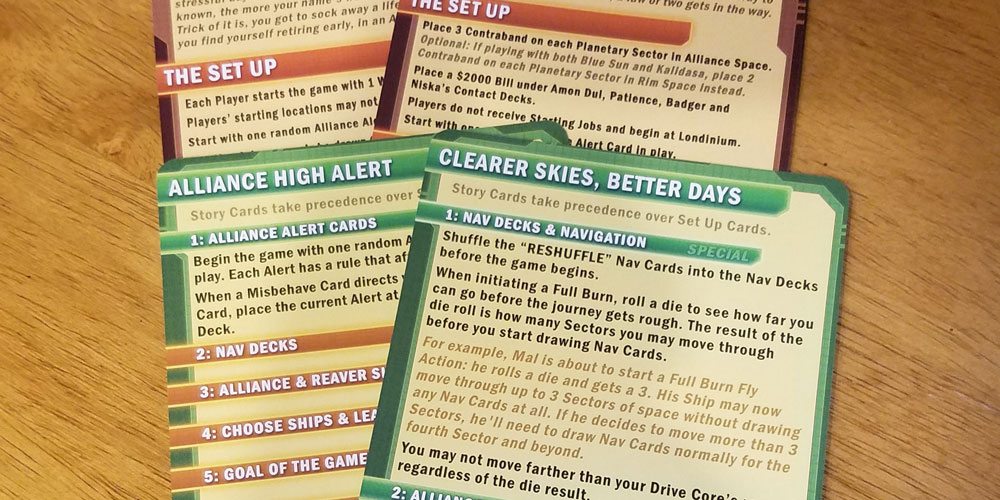 known, the more your name's
Trick of it is, you got to sock away a
you find yourself retiring early, in an
THE SET UP
Each Player starts the game with 1
Players' starting locations may not
Start with one random Alliance
of two gets in the way.
THE SET UP
Place 3 Contraband on each Planetary Sector in Alliance Space.
Optional: If playing with both Blue Sun and Kalidasa, place 2
Contraband on each Planetary Sector in Rim Space instead.
Place a $2000 Bill under Amon Dul, Patience, Badger and
Niska's Contact Decks.
Players do not receive Starting Jobs and begin at Londinium.
Start with one Alert Card in play.
ALLIANCE HIGH ALERT
Story Cards take precedence over
1: ALLIANCE ALERT CARDS
Begin the game with one random
play. Each Alert has a rule that
When a Misbehave Card directs
Card, place the current Alert at
Deck.
2: NAV DECKS
3: ALLIANCE & REAVER
4: CHOOSE SHIPS &
5: GOAL OF THE GAME
CLEARER SKIES, BETTER DAYS
Story Cards take precedence over Set Up Cards.
1: NAV DECKS & NAVIGATION SPECIAL
Shuffle the "RESHUFFLE" Nav Cards into the Nav Decks
before the game begins.
When initiating a Full Burn, roll a die to see how far you
can go before the journey gets rough. The result of the
die roll is how many Sectors you may move through
before you start drawing Nav Cards.
For example, Mal is about to start a Full Burn Fly
Action: he rolls a die and gets a 3. His Ship may now
move through up to 3 Sectors of space without drawing
any Nav Cards at all. If he decides to move more than 3
Sectors, he'll need to draw Nav Cards normally for the
fourth Sector and beyond.
You may not move farther than your Drive Core's
regardless of the die result.